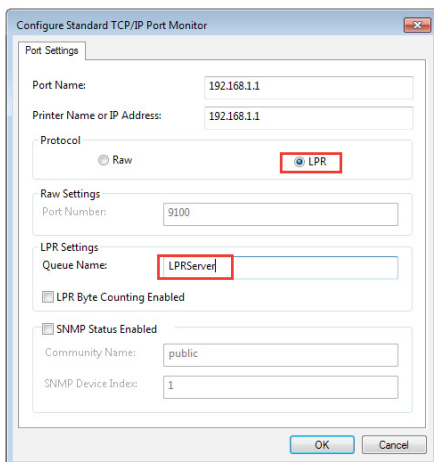 Configure Standard TCP/IP Port Monitor
Port Settings
Port Name: 192.168.1.1
Printer Name or IP Address: 192.168.1.1
Protocol
Raw LPR
Raw Settings
Port Number: 9100
LPR Settings
Queue Name: LPRServer
LPR Byte Counting Enabled
SNMP Status Enabled
Community Name: public
SNMP Device Index: 1
OK Cancel